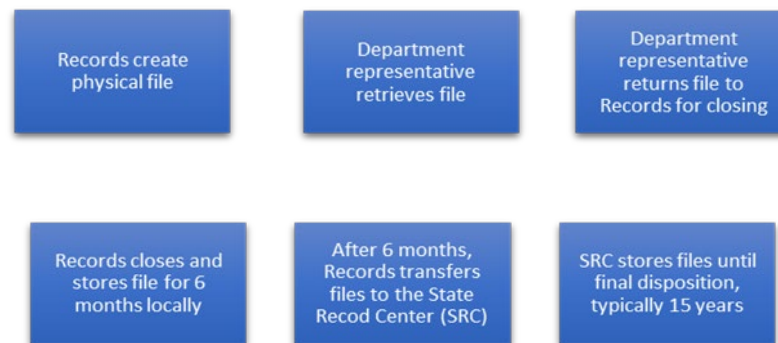 Records create
physical file
Department
representative
retrieves file
Department
representative
returns file to
Records for closing
Records closes and
stores file for 6
months locally
After 6 months,
Records transfers
files to the State
Recod Center (SRC)
SRC stores files until
final disposition,
typically 15 years